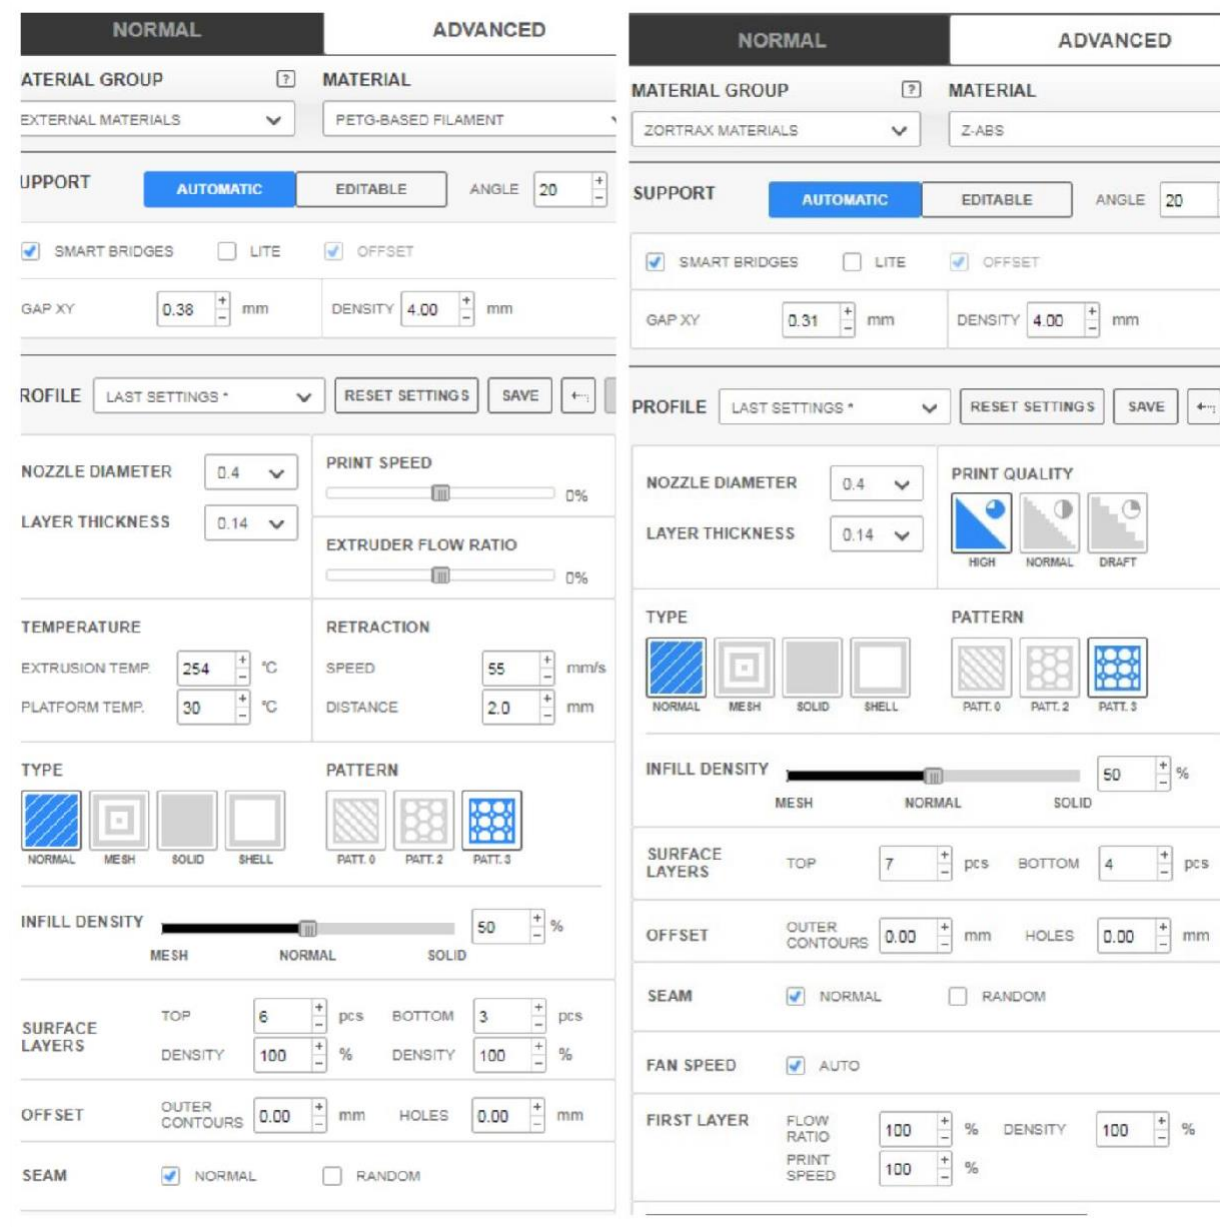 NORMAL ADVANCED
ATERIAL GROUP ? MATERIAL
EXTERNAL MATERIALS PETG-BASED FILAMENT
UPPORT AUTOMATIC EDITABLE ANGLE 20 + -
SMART BRIDGES LITE OFFSET
GAP XY 0.38 + - mm DENSITY 4.00 + - mm
ROFILE LAST SETTINGS * RESET SETTINGS SAVE
NOZZLE DIAMETER 0.4 PRINT SPEED
0%
LAYER THICKNESS 0.14
EXTRUDER FLOW RATIO
0%
TEMPERATURE RETRACTION
EXTRUSION TEMP. 254 + - °C SPEED 55 + - mm/s
PLATFORM TEMP. 30 + - °C DISTANCE 2.0 + - mm
TYPE PATTERN
NORMAL MESH SOLID SHELL PATT. 0 PATT. 2 PATT. 3
INFILL DENSITY 50 + - %
MESH NORMAL SOLID
SURFACE LAYERS TOP 6 + - pcs BOTTOM 3 + - pcs
DENSITY 100 + - % DENSITY 100 + - %
OFFSET OUTER CONTOURS 0.00 + - mm HOLES 0.00 + - mm
SEAM NORMAL RANDOM
NORMAL ADVANCED
MATERIAL GROUP ? MATERIAL
ZORTRAX MATERIALS Z-ABS
SUPPORT AUTOMATIC EDITABLE ANGLE 20
SMART BRIDGES LITE OFFSET
GAP XY 0.31 + - mm DENSITY 4.00 + - mm
PROFILE LAST SETTINGS * RESET SETTINGS SAVE
NOZZLE DIAMETER 0.4 PRINT QUALITY
LAYER THICKNESS 0.14
HIGH NORMAL DRAFT
TYPE PATTERN
NORMAL MESH SOLID SHELL PATT. 0 PATT. 2 PATT. 3
INFILL DENSITY 50 + - %
MESH NORMAL SOLID
SURFACE LAYERS TOP 7 + - pcs BOTTOM 4 + - pcs
OFFSET OUTER CONTOURS 0.00 + - mm HOLES 0.00 + - mm
SEAM NORMAL RANDOM
FAN SPEED AUTO
FIRST LAYER FLOW RATIO 100 + - % DENSITY 100 + - %
PRINT SPEED 100 + - %